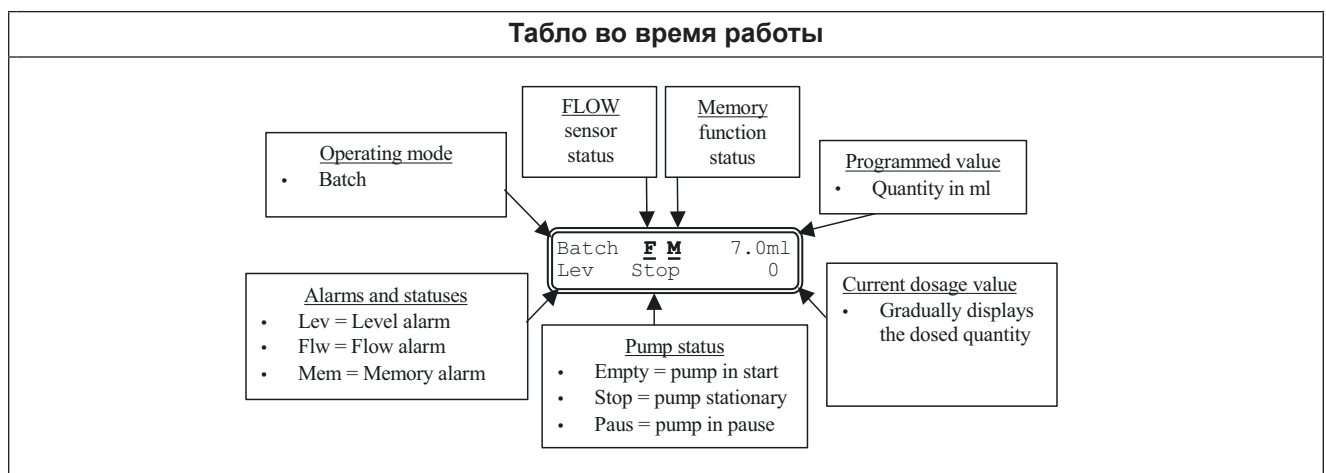 Табло во время работы
FLOW
sensor
status
Memory
function
status
Operating mode
• Batch
Programmed value
• Quantity in ml
Batch F M 7.0ml
Lev Stop 0
Alarms and statuses
• Lev = Level alarm
• Flw = Flow alarm
• Mem = Memory alarm
Pump status
• Empty = pump in start
• Stop = pump stationary
• Paus = pump in pause
Current dosage value
• Gradually displays
the dosed quantity